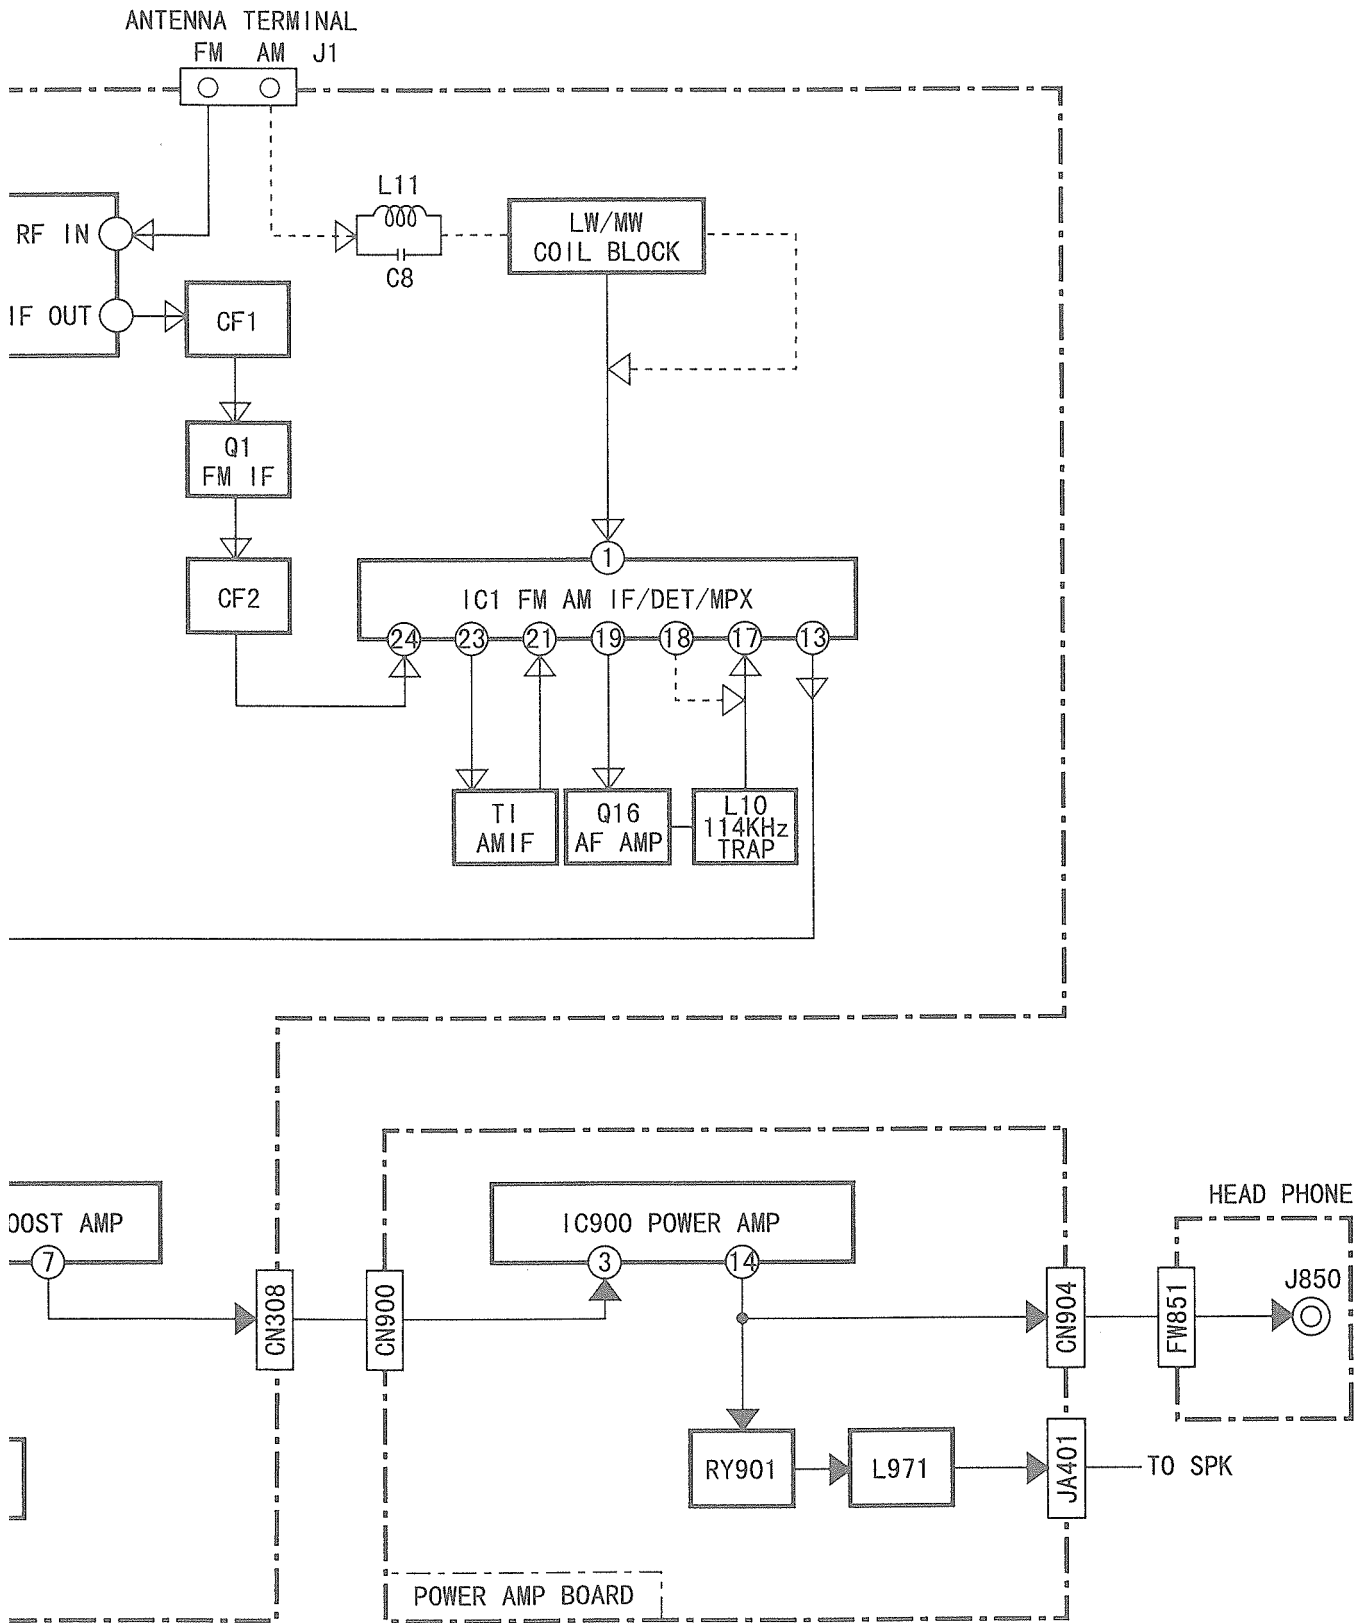 ANTENNA TERMINAL
FM AM J1
L11
C8
RF IN
IF OUT
LW/MW
COIL BLOCK
CF1
Q1
FM IF
CF2
1
IC1 FM AM IF/DET/MPX
24 23 21 19 18 17 13
TI
AMIF
Q16
AF AMP
L10
114KHz
TRAP
OOST AMP
7
CN308
CN900
IC900 POWER AMP
3 14
CN904
FW851
HEAD PHONE
J850
RY901
L971
JA401
TO SPK
POWER AMP BOARD